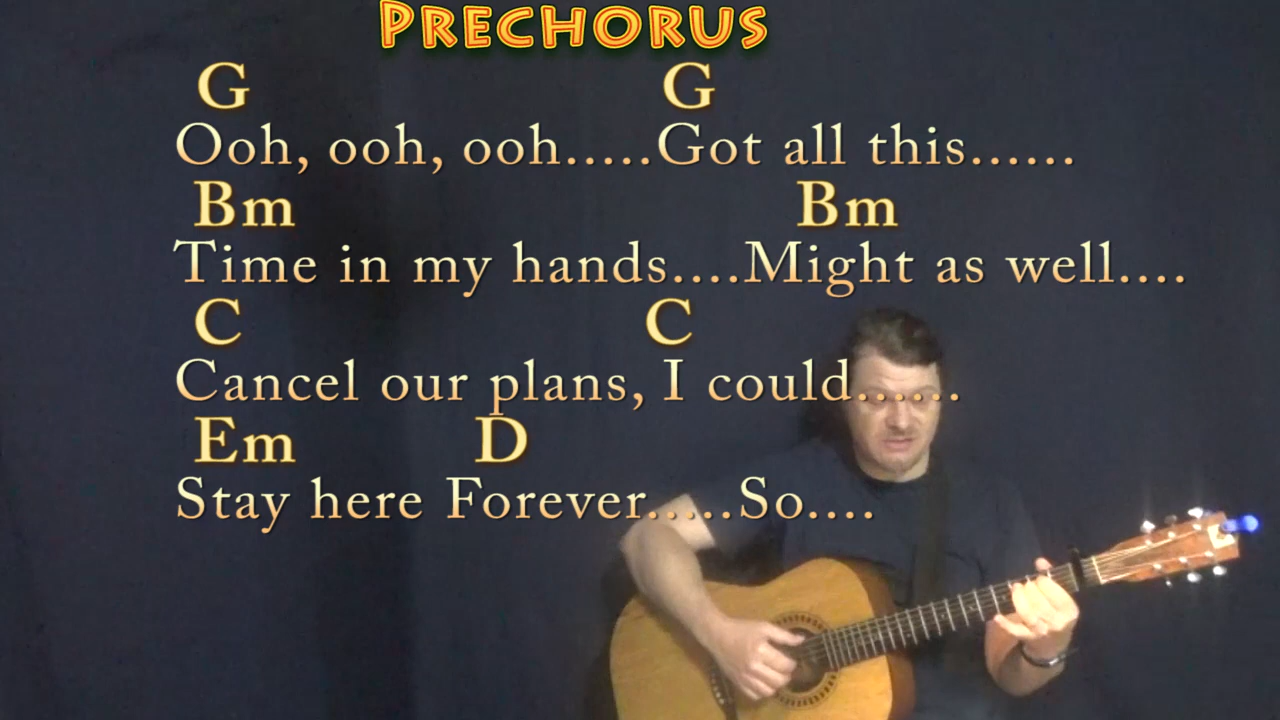 PRECHORUS
G G
Ooh, ooh, ooh.....Got all this......
Bm Bm
Time in my hands....Might as well....
C C
Cancel our plans, I could......
Em D
Stay here Forever.....So....